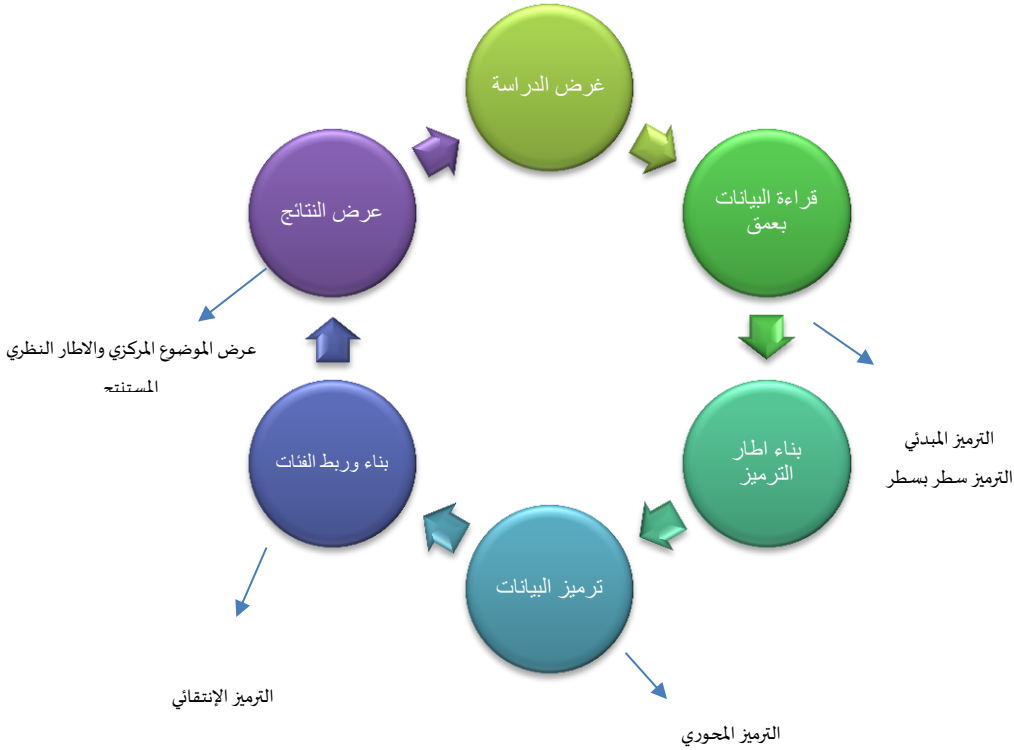 غرض الدراسة
قراءة البيانات
بعمق
الترميز المبدئي
الترميز سطر بسطر
بناء اطار
الترميز
ترميز البيانات
الترميز المحوري
بناء وربط الفئات
الترميز الإنتقائي
عرض النتائج
عرض الموضوع المركزي والاطار النظري
المستنتج